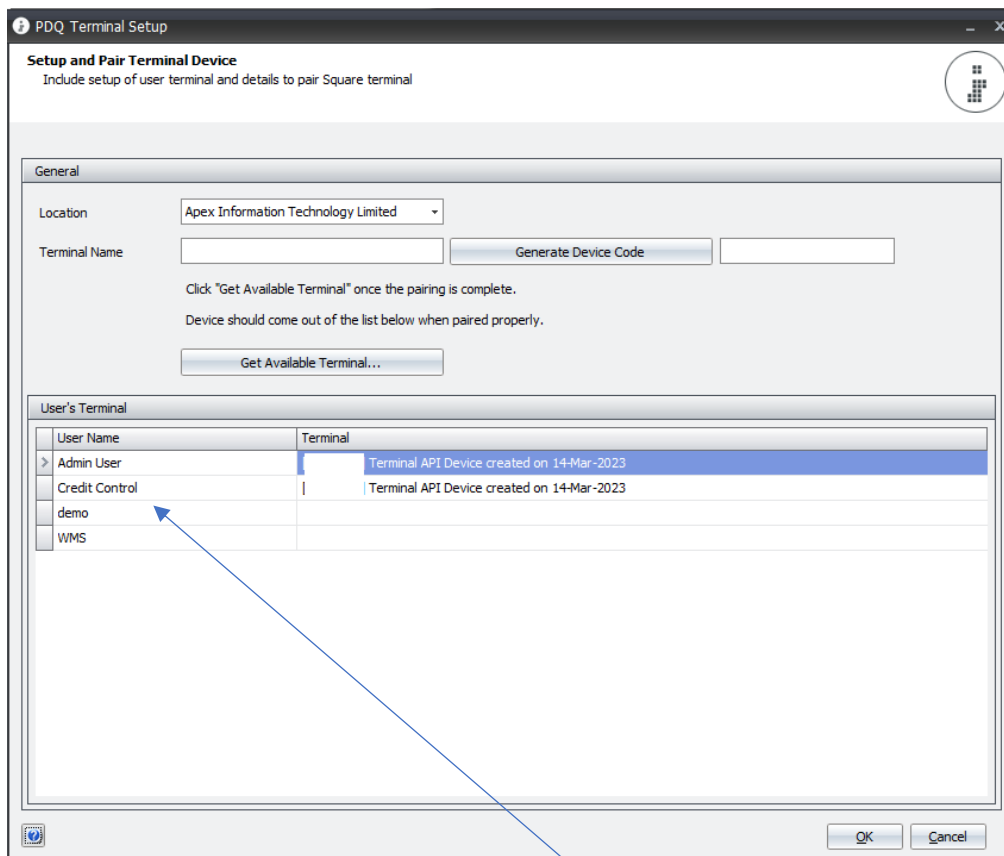 PDQ Terminal Setup
Setup and Pair Terminal Device
Include setup of user terminal and details to pair Square terminal
General
Location Apex Information Technology Limited
Terminal Name Generate Device Code
Click "Get Available Terminal" once the pairing is complete.
Device should come out of the list below when paired properly.
Get Available Terminal...
User's Terminal
User Name Terminal
Admin User Terminal API Device created on 14-Mar-2023
Credit Control Terminal API Device created on 14-Mar-2023
demo
WMS
OK Cancel